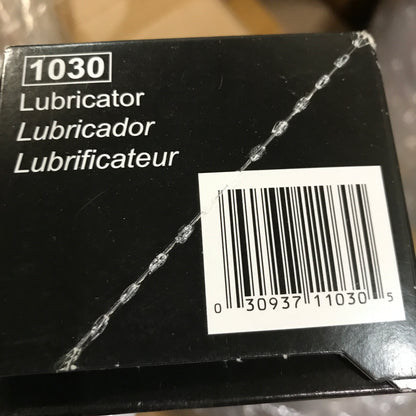 1030
Lubricator
Lubricador
Lubrificateur
0 30937 11030 5